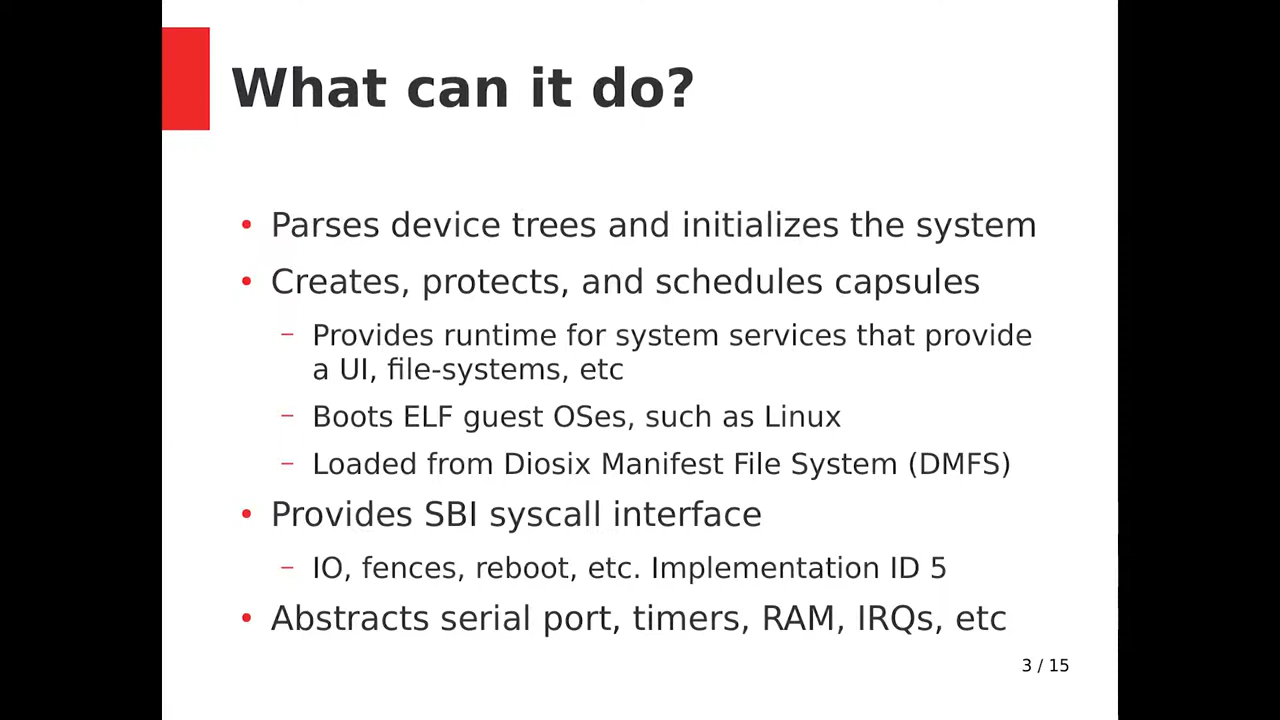 What can it do?
• Parses device trees and initializes the system
• Creates, protects, and schedules capsules
– Provides runtime for system services that provide
a UI, file-systems, etc
– Boots ELF guest OSes, such as Linux
– Loaded from Diosix Manifest File System (DMFS)
• Provides SBI syscall interface
– IO, fences, reboot, etc. Implementation ID 5
• Abstracts serial port, timers, RAM, IRQs, etc
3 / 15